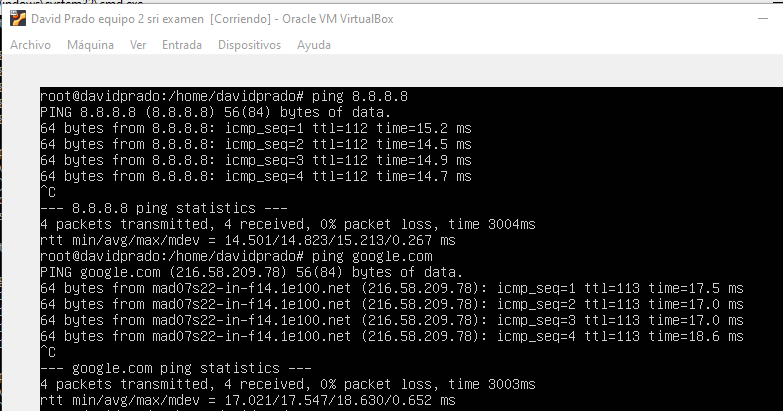 David Prado equipo 2 sri examen [Corriendo] - Oracle VM VirtualBox
Archivo Máquina Ver Entrada Dispositivos Ayuda
root@davidprado:/home/davidprado# ping 8.8.8.8
PING 8.8.8.8 (8.8.8.8) 56(84) bytes of data.
64 bytes from 8.8.8.8: icmp_seq=1 ttl=112 time=15.2 ms
64 bytes from 8.8.8.8: icmp_seq=2 ttl=112 time=14.5 ms
64 bytes from 8.8.8.8: icmp_seq=3 ttl=112 time=14.9 ms
64 bytes from 8.8.8.8: icmp_seq=4 ttl=112 time=14.7 ms
^C
--- 8.8.8.8 ping statistics ---
4 packets transmitted, 4 received, 0% packet loss, time 3004ms
rtt min/avg/max/mdev = 14.501/14.823/15.213/0.267 ms
root@davidprado:/home/davidprado# ping google.com
PING google.com (216.58.209.78) 56(84) bytes of data.
64 bytes from mad07s22-in-f14.1e100.net (216.58.209.78): icmp_seq=1 ttl=113 time=17.5 ms
64 bytes from mad07s22-in-f14.1e100.net (216.58.209.78): icmp_seq=2 ttl=113 time=17.0 ms
64 bytes from mad07s22-in-f14.1e100.net (216.58.209.78): icmp_seq=3 ttl=113 time=17.0 ms
64 bytes from mad07s22-in-f14.1e100.net (216.58.209.78): icmp_seq=4 ttl=113 time=18.6 ms
^C
--- google.com ping statistics ---
4 packets transmitted, 4 received, 0% packet loss, time 3003ms
rtt min/avg/max/mdev = 17.021/17.547/18.630/0.652 ms